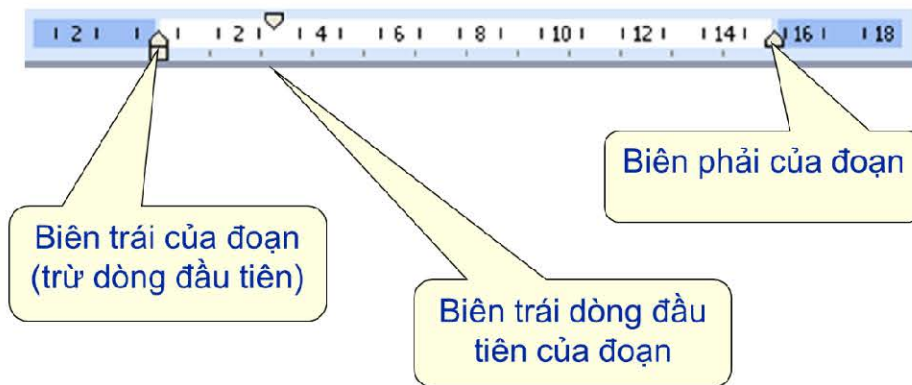 2 2 4 6 8 10 12 14 16 18
Biên phải của đoạn
Biên trái của đoạn
(trừ dòng đầu tiên)
Biên trái dòng đầu
tiên của đoạn